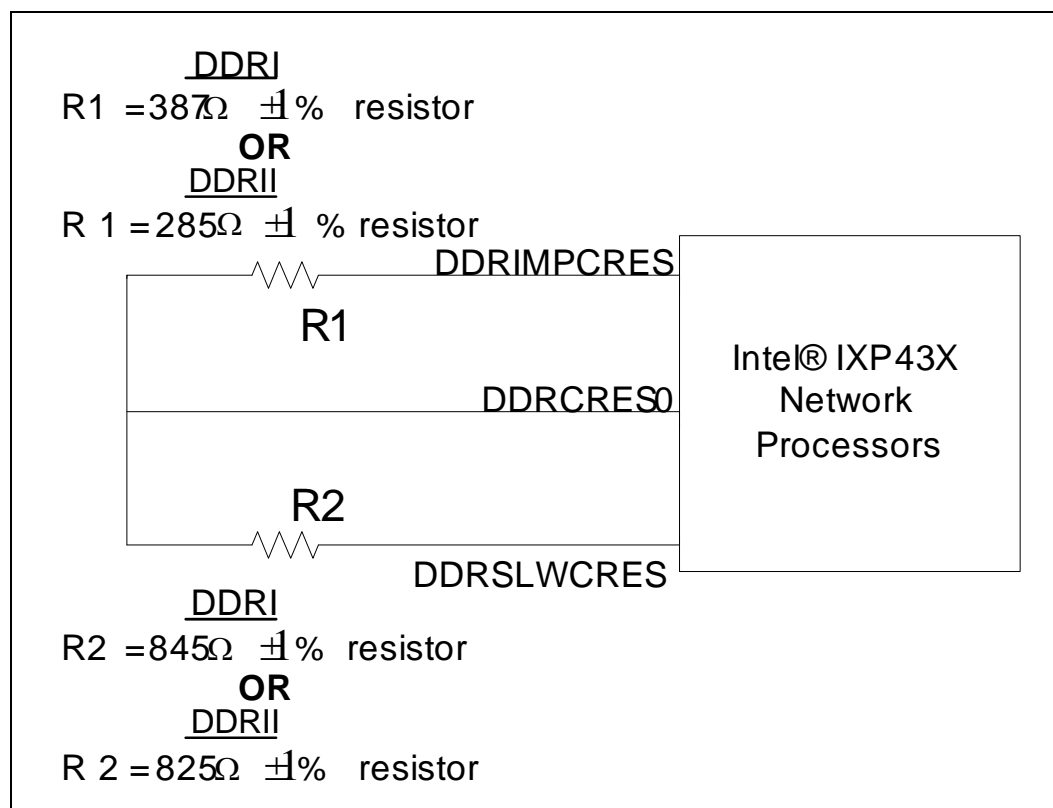 DDRI
R1 =387Ω ±1% resistor
OR
DDRII
R 1 =285Ω ±1 % resistor
DDRIMPCRES
R1
Intel® IXP43X
Network
Processors
DDRCRES0
R2
DDRSLWCRES
DDRI
R2 =845Ω ±1% resistor
OR
DDRII
R 2 =825Ω ±1% resistor